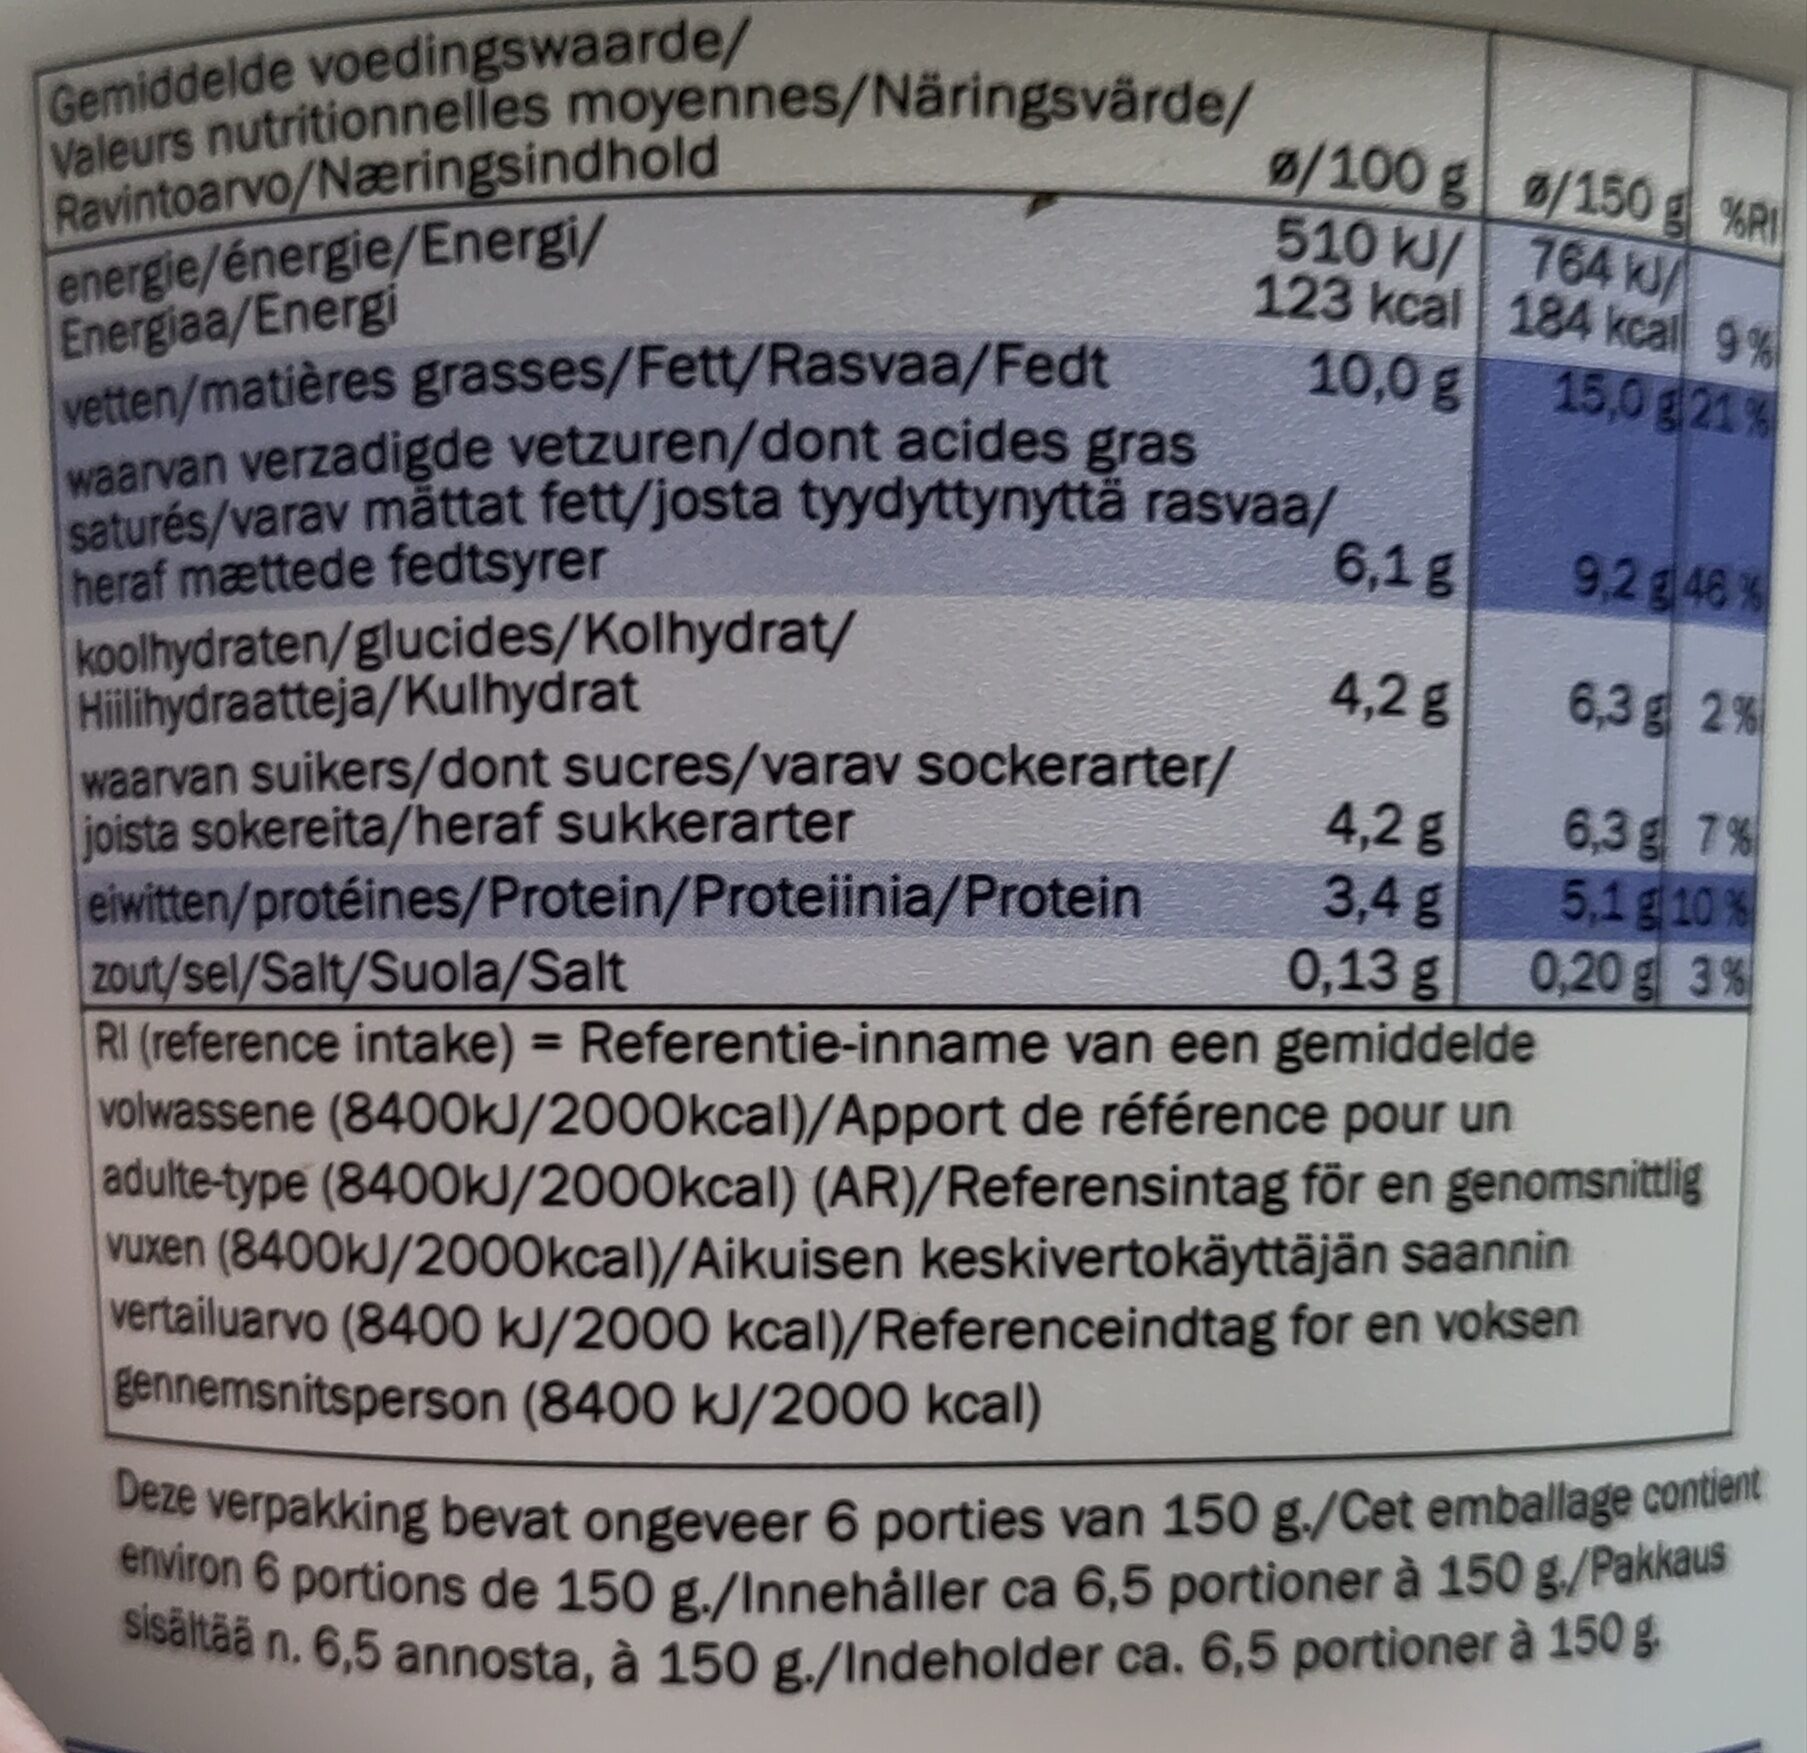 Gemiddelde voedingswaarde/
Valeurs nutritionnelles moyennes/Näringsvärde/
Ravintoarvo/Næringsindhold ø/100 g ø/150 g %RI
energie/énergie/Energi/ 510 kJ/ 764 kJ/
Energiaa/Energi 123 kcal 184 kcal 9 %
vetten/matières grasses/Fett/Rasvaa/Fedt 10,0 g 15,0 g 21 %
waarvan verzadigde vetzuren/dont acides gras
saturés/varav mättat fett/josta tyydyttynyttä rasvaa/
heraf mættede fedtsyrer 6,1 g 9,2 g 46 %
koolhydraten/glucides/Kolhydrat/
Hiilihydraatteja/Kulhydrat 4,2 g 6,3 g 2 %
waarvan suikers/dont sucres/varav sockerarter/
joista sokereita/heraf sukkerarter 4,2 g 6,3 g 7 %
eiwitten/protéines/Protein/Proteiinia/Protein 3,4 g 5,1 g 10 %
zout/sel/Salt/Suola/Salt 0,13 g 0,20 g 3 %
RI (reference intake) = Referentie-inname van een gemiddelde
volwassene (8400kJ/2000kcal)/Apport de référence pour un
adulte-type (8400kJ/2000kcal) (AR)/Referensintag för en genomsnittlig
vuxen (8400kJ/2000kcal)/Aikuisen keskivertokäyttäjän saannin
vertailuarvo (8400 kJ/2000 kcal)/Referenceindtag for en voksen
gennemsnitsperson (8400 kJ/2000 kcal)
Deze verpakking bevat ongeveer 6 porties van 150 g./Cet emballage contient
environ 6 portions de 150 g./Innehåller ca 6,5 portioner à 150 g./Pakkaus
sisältää n. 6,5 annosta, à 150 g./Indeholder ca. 6,5 portioner à 150 g.